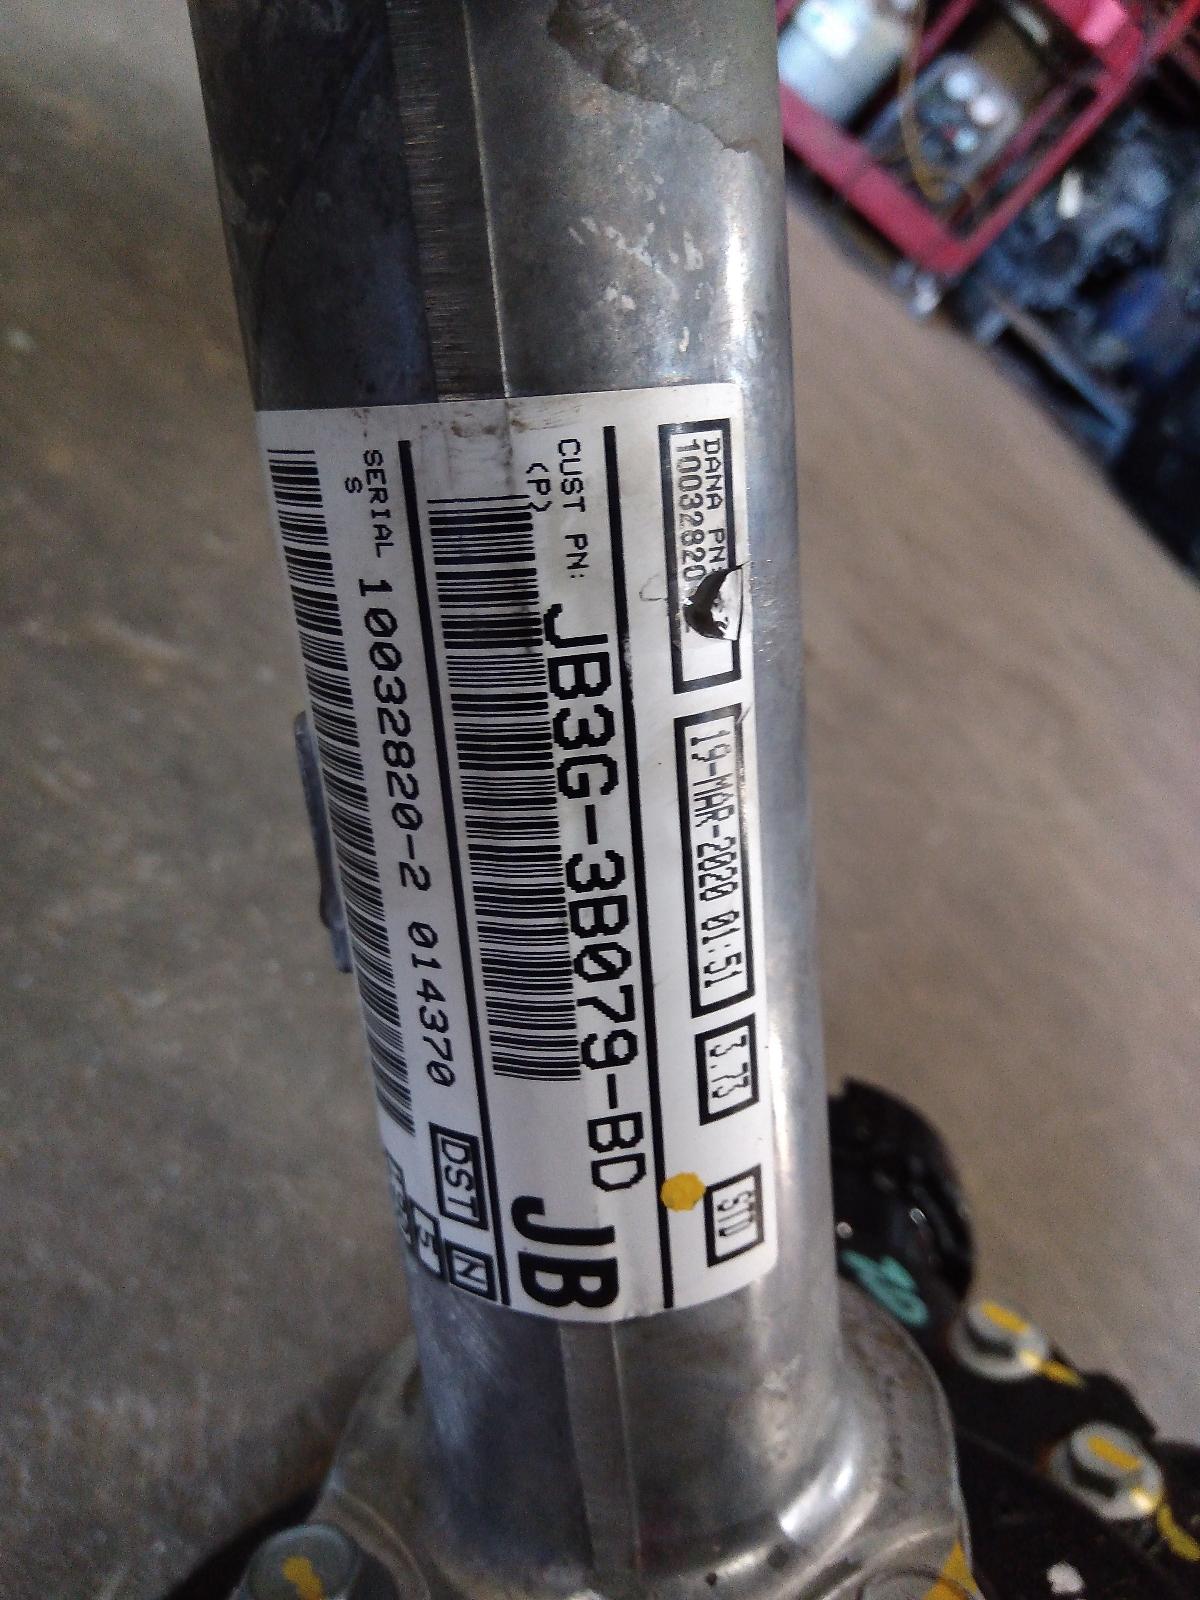 DANA PN:
10032820
19-MAR-2020 01:51
3.73
STD
CUST PN:
(P)
JB3G-3B079-BD
JB
SERIAL
S
10032820-2 014370
DST
N
5